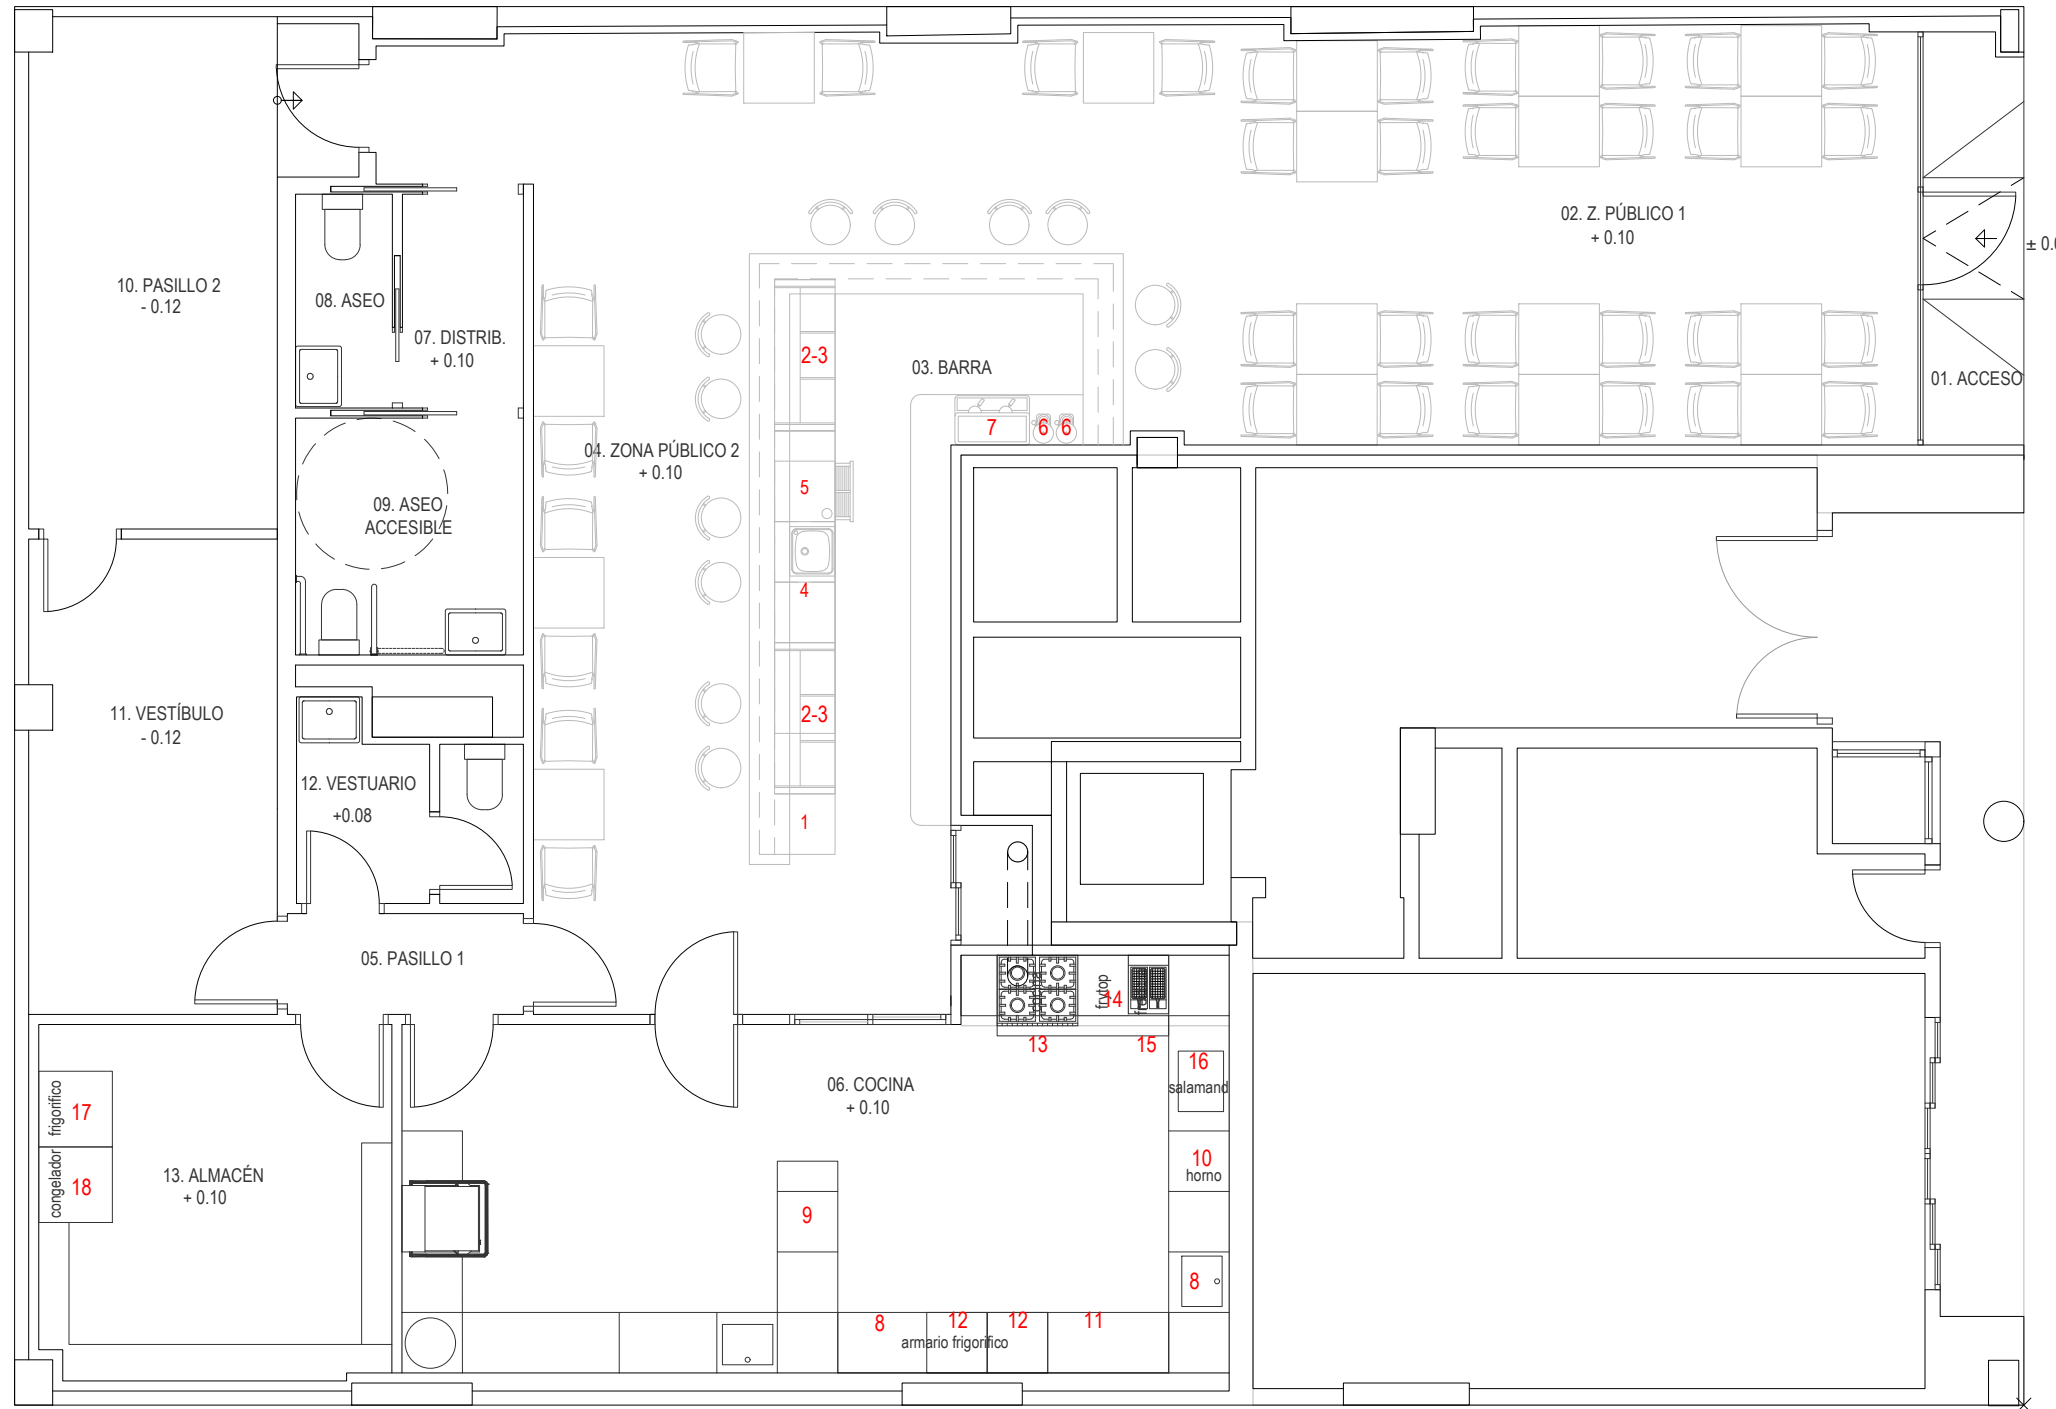 02. Z. PÚBLICO 1
+ 0.10
± 0.0
10. PASILLO 2
- 0.12
08. ASEO
07. DISTRIB.
+ 0.10
2-3
03. BARRA
01. ACCESO
7
6
6
04. ZONA PÚBLICO 2
+ 0.10
5
09. ASEO
ACCESIBLE
4
11. VESTÍBULO
- 0.12
2-3
12. VESTUARIO
+0.08
1
05. PASILLO 1
frytop
14
13
15
16
salamand
06. COCINA
+ 0.10
frigorífico
17
congelador
18
13. ALMACÉN
+ 0.10
10
horno
9
8
8
12
12
11
armario frigorífico